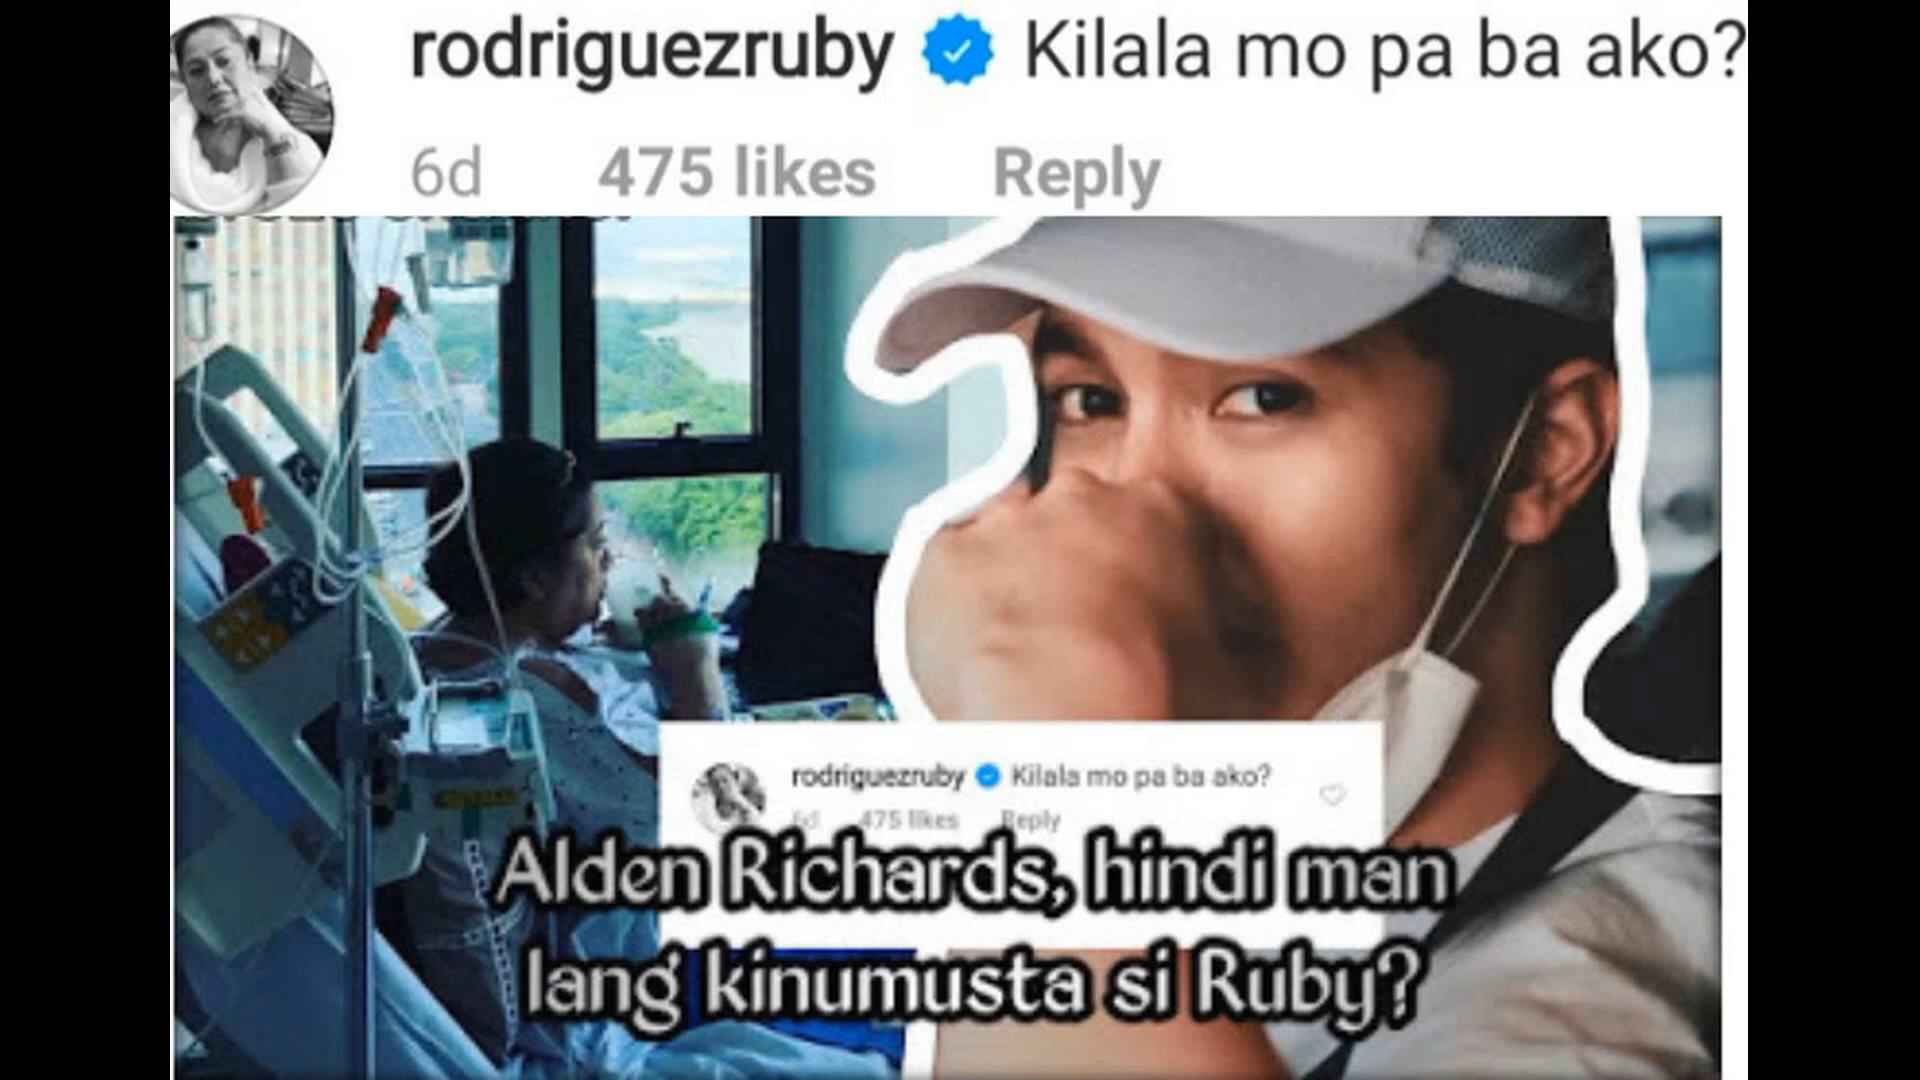 rodriguezruby Kilala mo pa ba ako?
6d 475 likes Reply
rodriguezruby Kilala mo pa ba ako?
6d 475 likes Reply
Alden Richards, hindi man
lang kinumusta si Ruby?